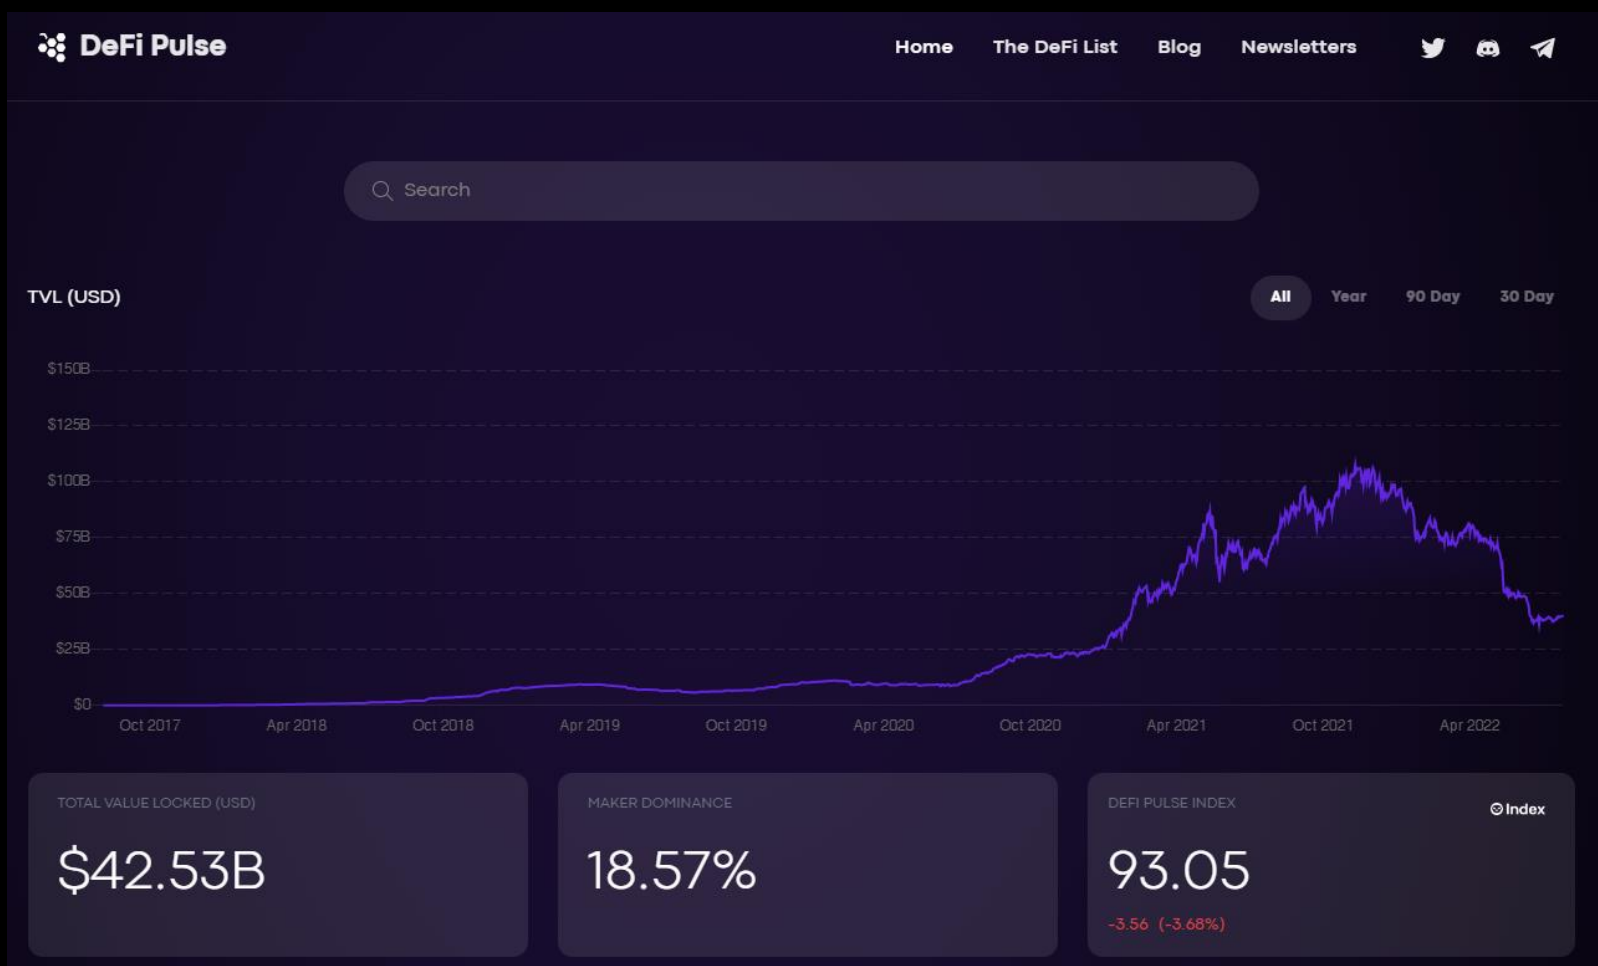 DeFi Pulse
Home The DeFi List Blog Newsletters
Search
TVL (USD)
All Year 90 Day 30 Day
$150B
$125B
$100B
$75B
$50B
$25B
$0
Oct 2017 Apr 2018 Oct 2018 Apr 2019 Oct 2019 Apr 2020 Oct 2020 Apr 2021 Oct 2021 Apr 2022
TOTAL VALUE LOCKED (USD)
$42.53B
MAKER DOMINANCE
18.57%
DEFI PULSE INDEX
Index
93.05
-3.56 (-3.68%)